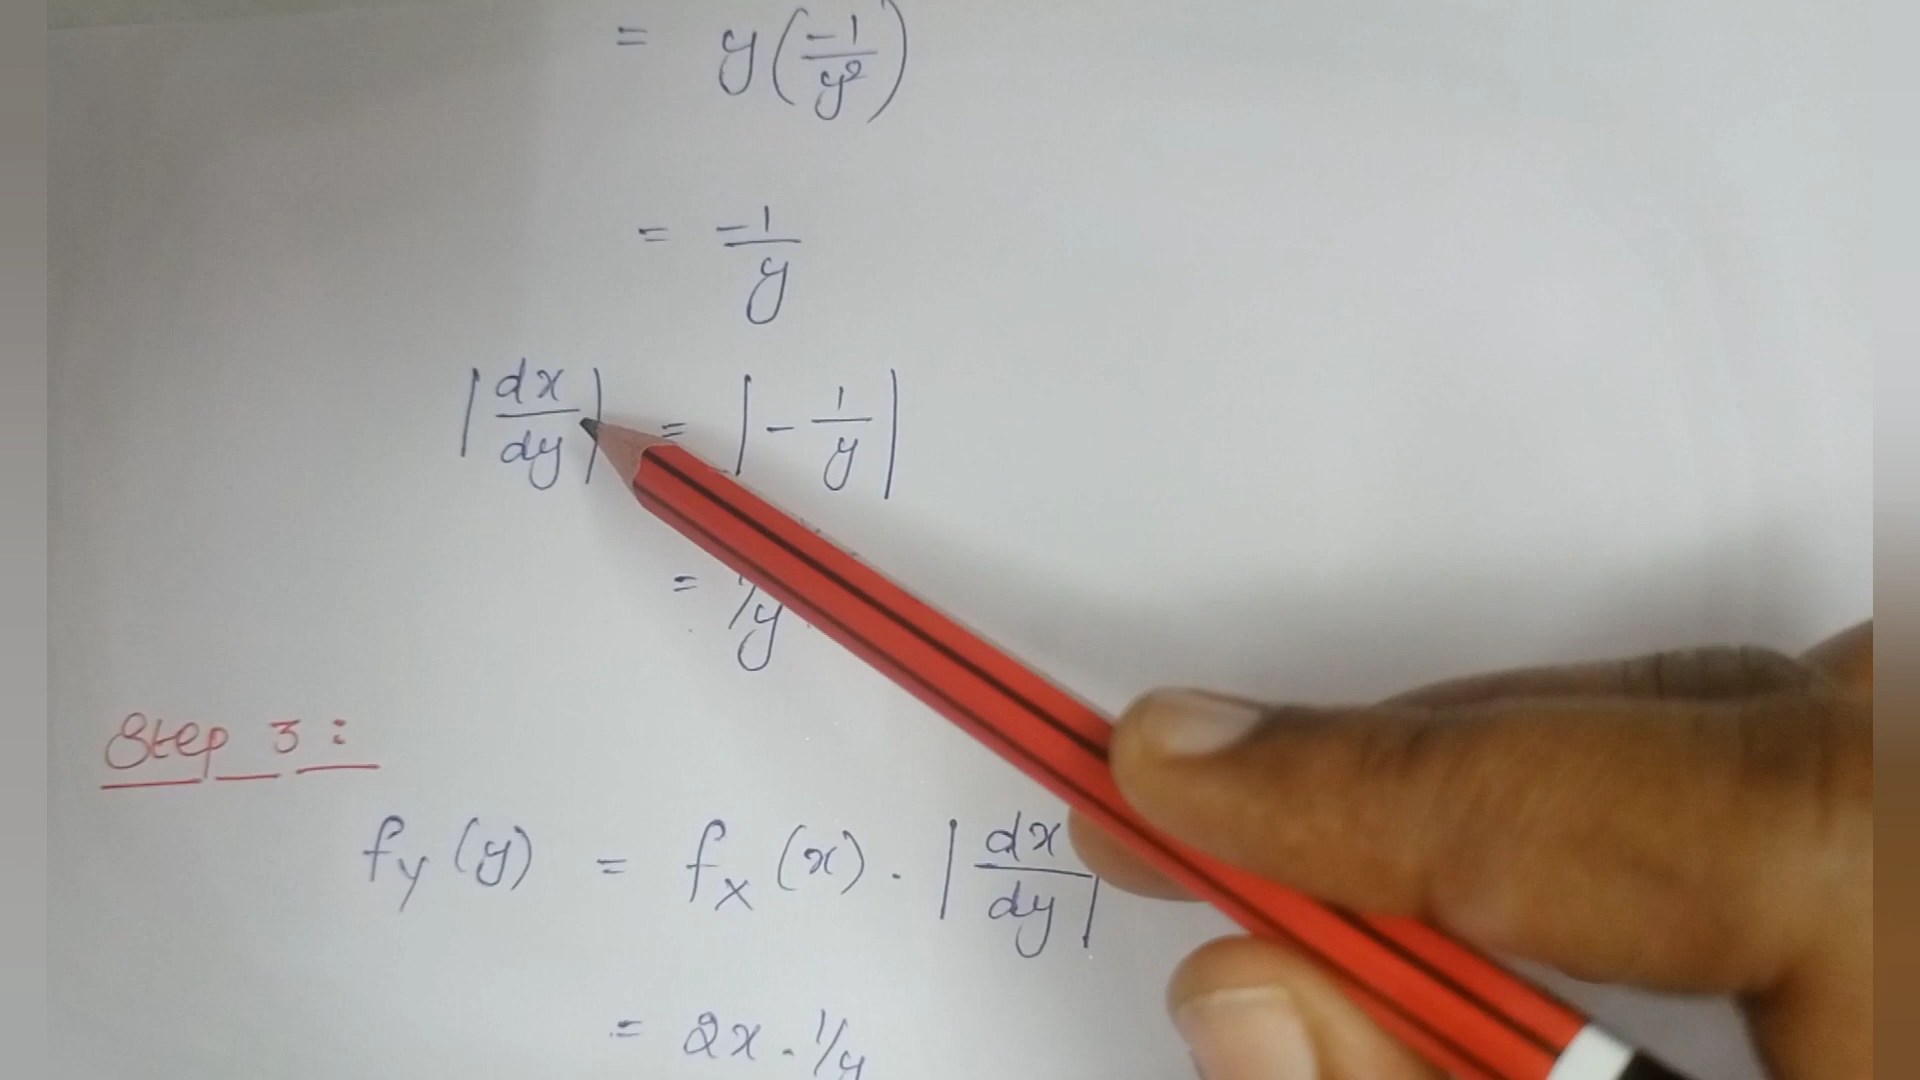 = y(-1/y²)
= -1/y
|dx/dy| = |- 1/y|
= 1/y
Step 3 :
fY (y) = fX (x) . |dx/dy|
= 2x . 1/y